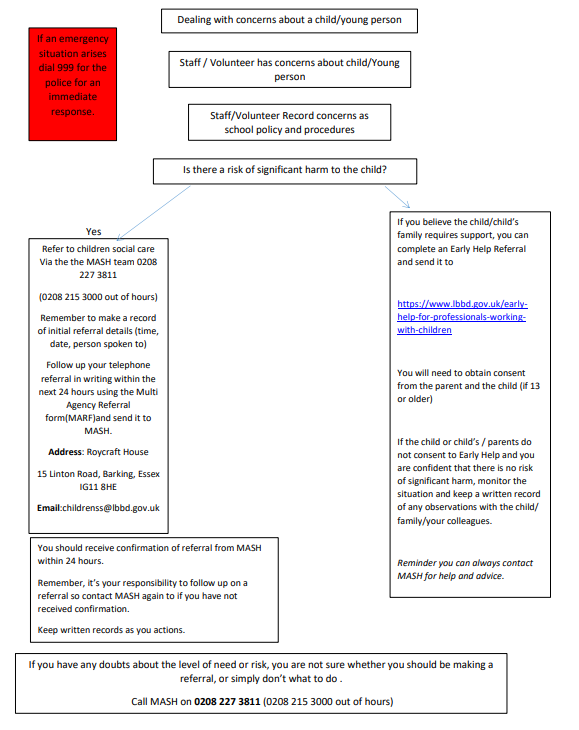 Dealing with concerns about a child/young person
If an emergency
situation arises
dial 999 for the
police for an
immediate
response.
Staff / Volunteer has concerns about child/Young
person
Staff/Volunteer Record concerns as
school policy and procedures
Is there a risk of significant harm to the child?
Yes
Refer to children social care
Via the the MASH team 0208
227 3811
(0208 215 3000 out of hours)
Remember to make a record
of initial referral details (time,
date, person spoken to)
Follow up your telephone
referral in writing within the
next 24 hours using the Multi
Agency Referral
form(MARF)and send it to
MASH.
Address: Roycraft House
15 Linton Road, Barking, Essex
IG11 8HE
Email:childrenss@lbbd.gov.uk
If you believe the child/child’s
family requires support, you can
complete an Early Help Referral
and send it to
https://www.lbbd.gov.uk/early-
help-for-professionals-working-
with-children
You will need to obtain consent
from the parent and the child (if 13
or older)
If the child or child’s / parents do
not consent to Early Help and you
are confident that there is no risk
of significant harm, monitor the
situation and keep a written record
of any observations with the child/
family/your colleagues.
Reminder you can always contact
MASH for help and advice.
You should receive confirmation of referral from MASH
within 24 hours.
Remember, it’s your responsibility to follow up on a
referral so contact MASH again to if you have not
received confirmation.
Keep written records as you actions.
If you have any doubts about the level of need or risk, you are not sure whether you should be making a
referral, or simply don’t what to do .
Call MASH on 0208 227 3811 (0208 215 3000 out of hours)